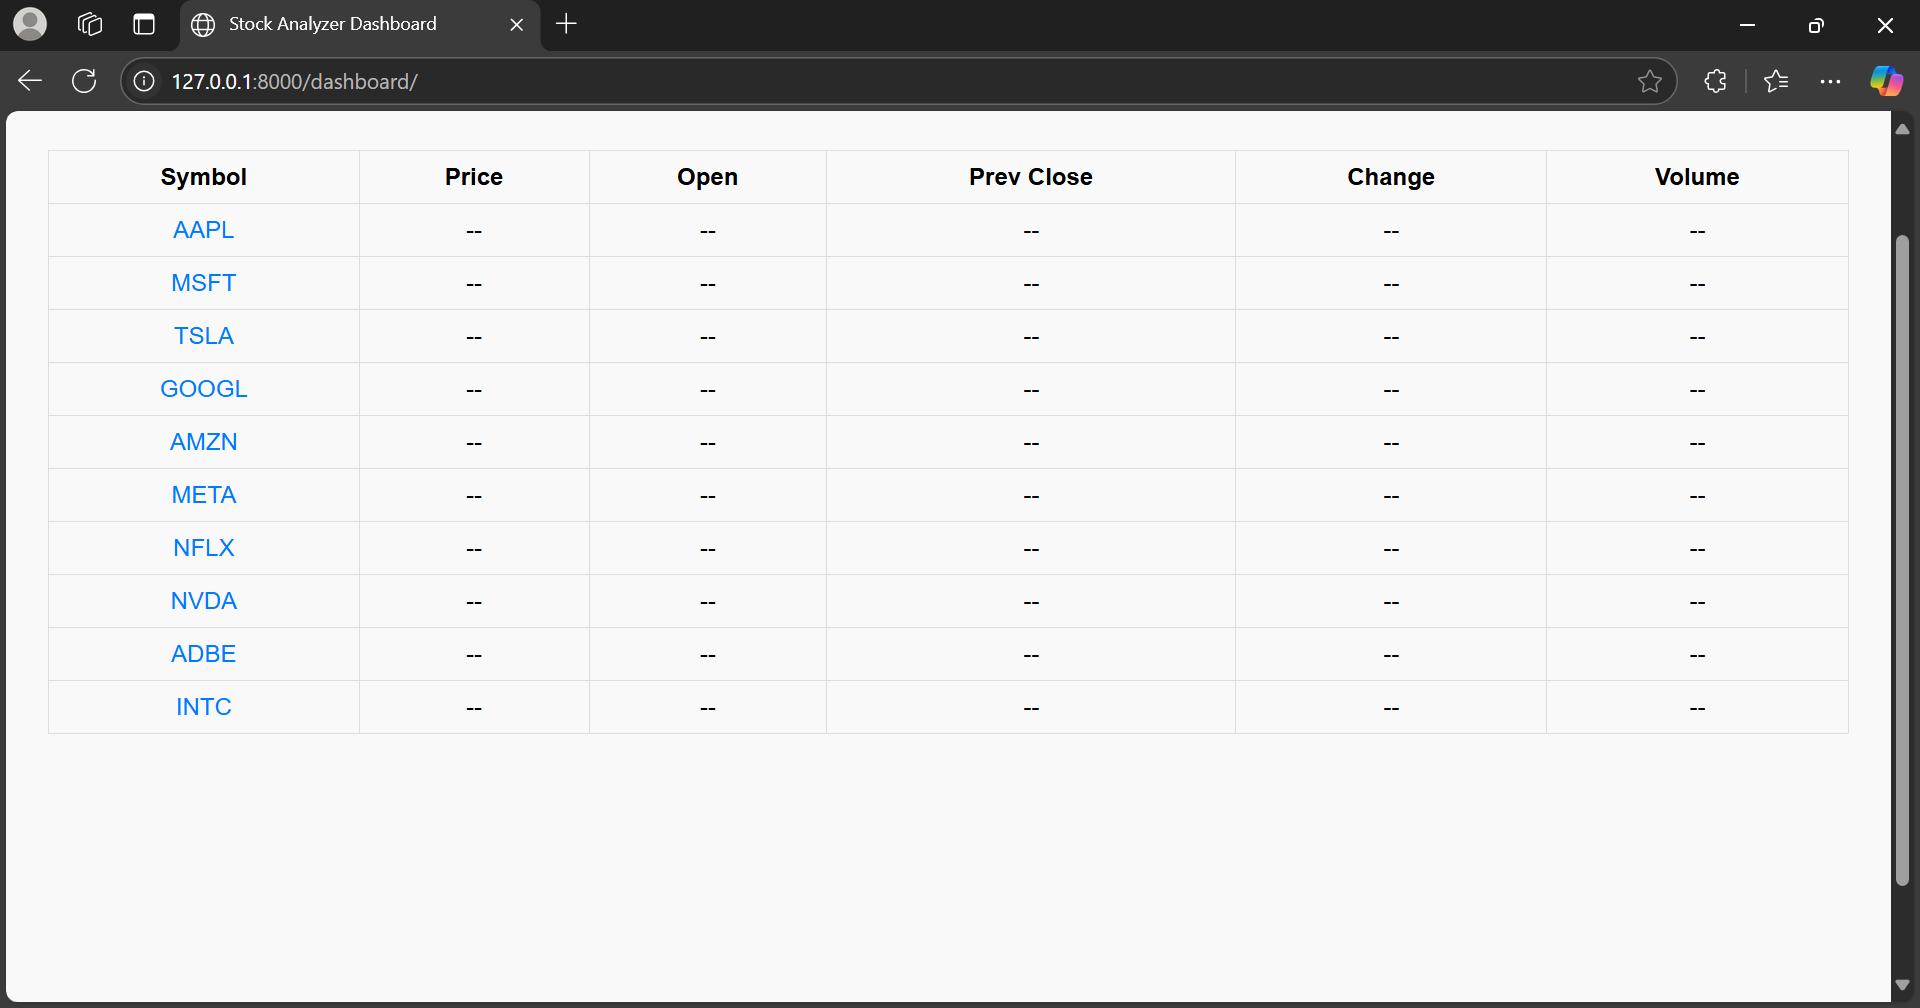 Stock Analyzer Dashboard
127.0.0.1:8000/dashboard/
Symbol Price Open Prev Close Change Volume
AAPL -- -- -- -- --
MSFT -- -- -- -- --
TSLA -- -- -- -- --
GOOGL -- -- -- -- --
AMZN -- -- -- -- --
META -- -- -- -- --
NFLX -- -- -- -- --
NVDA -- -- -- -- --
ADBE -- -- -- -- --
INTC -- -- -- -- --